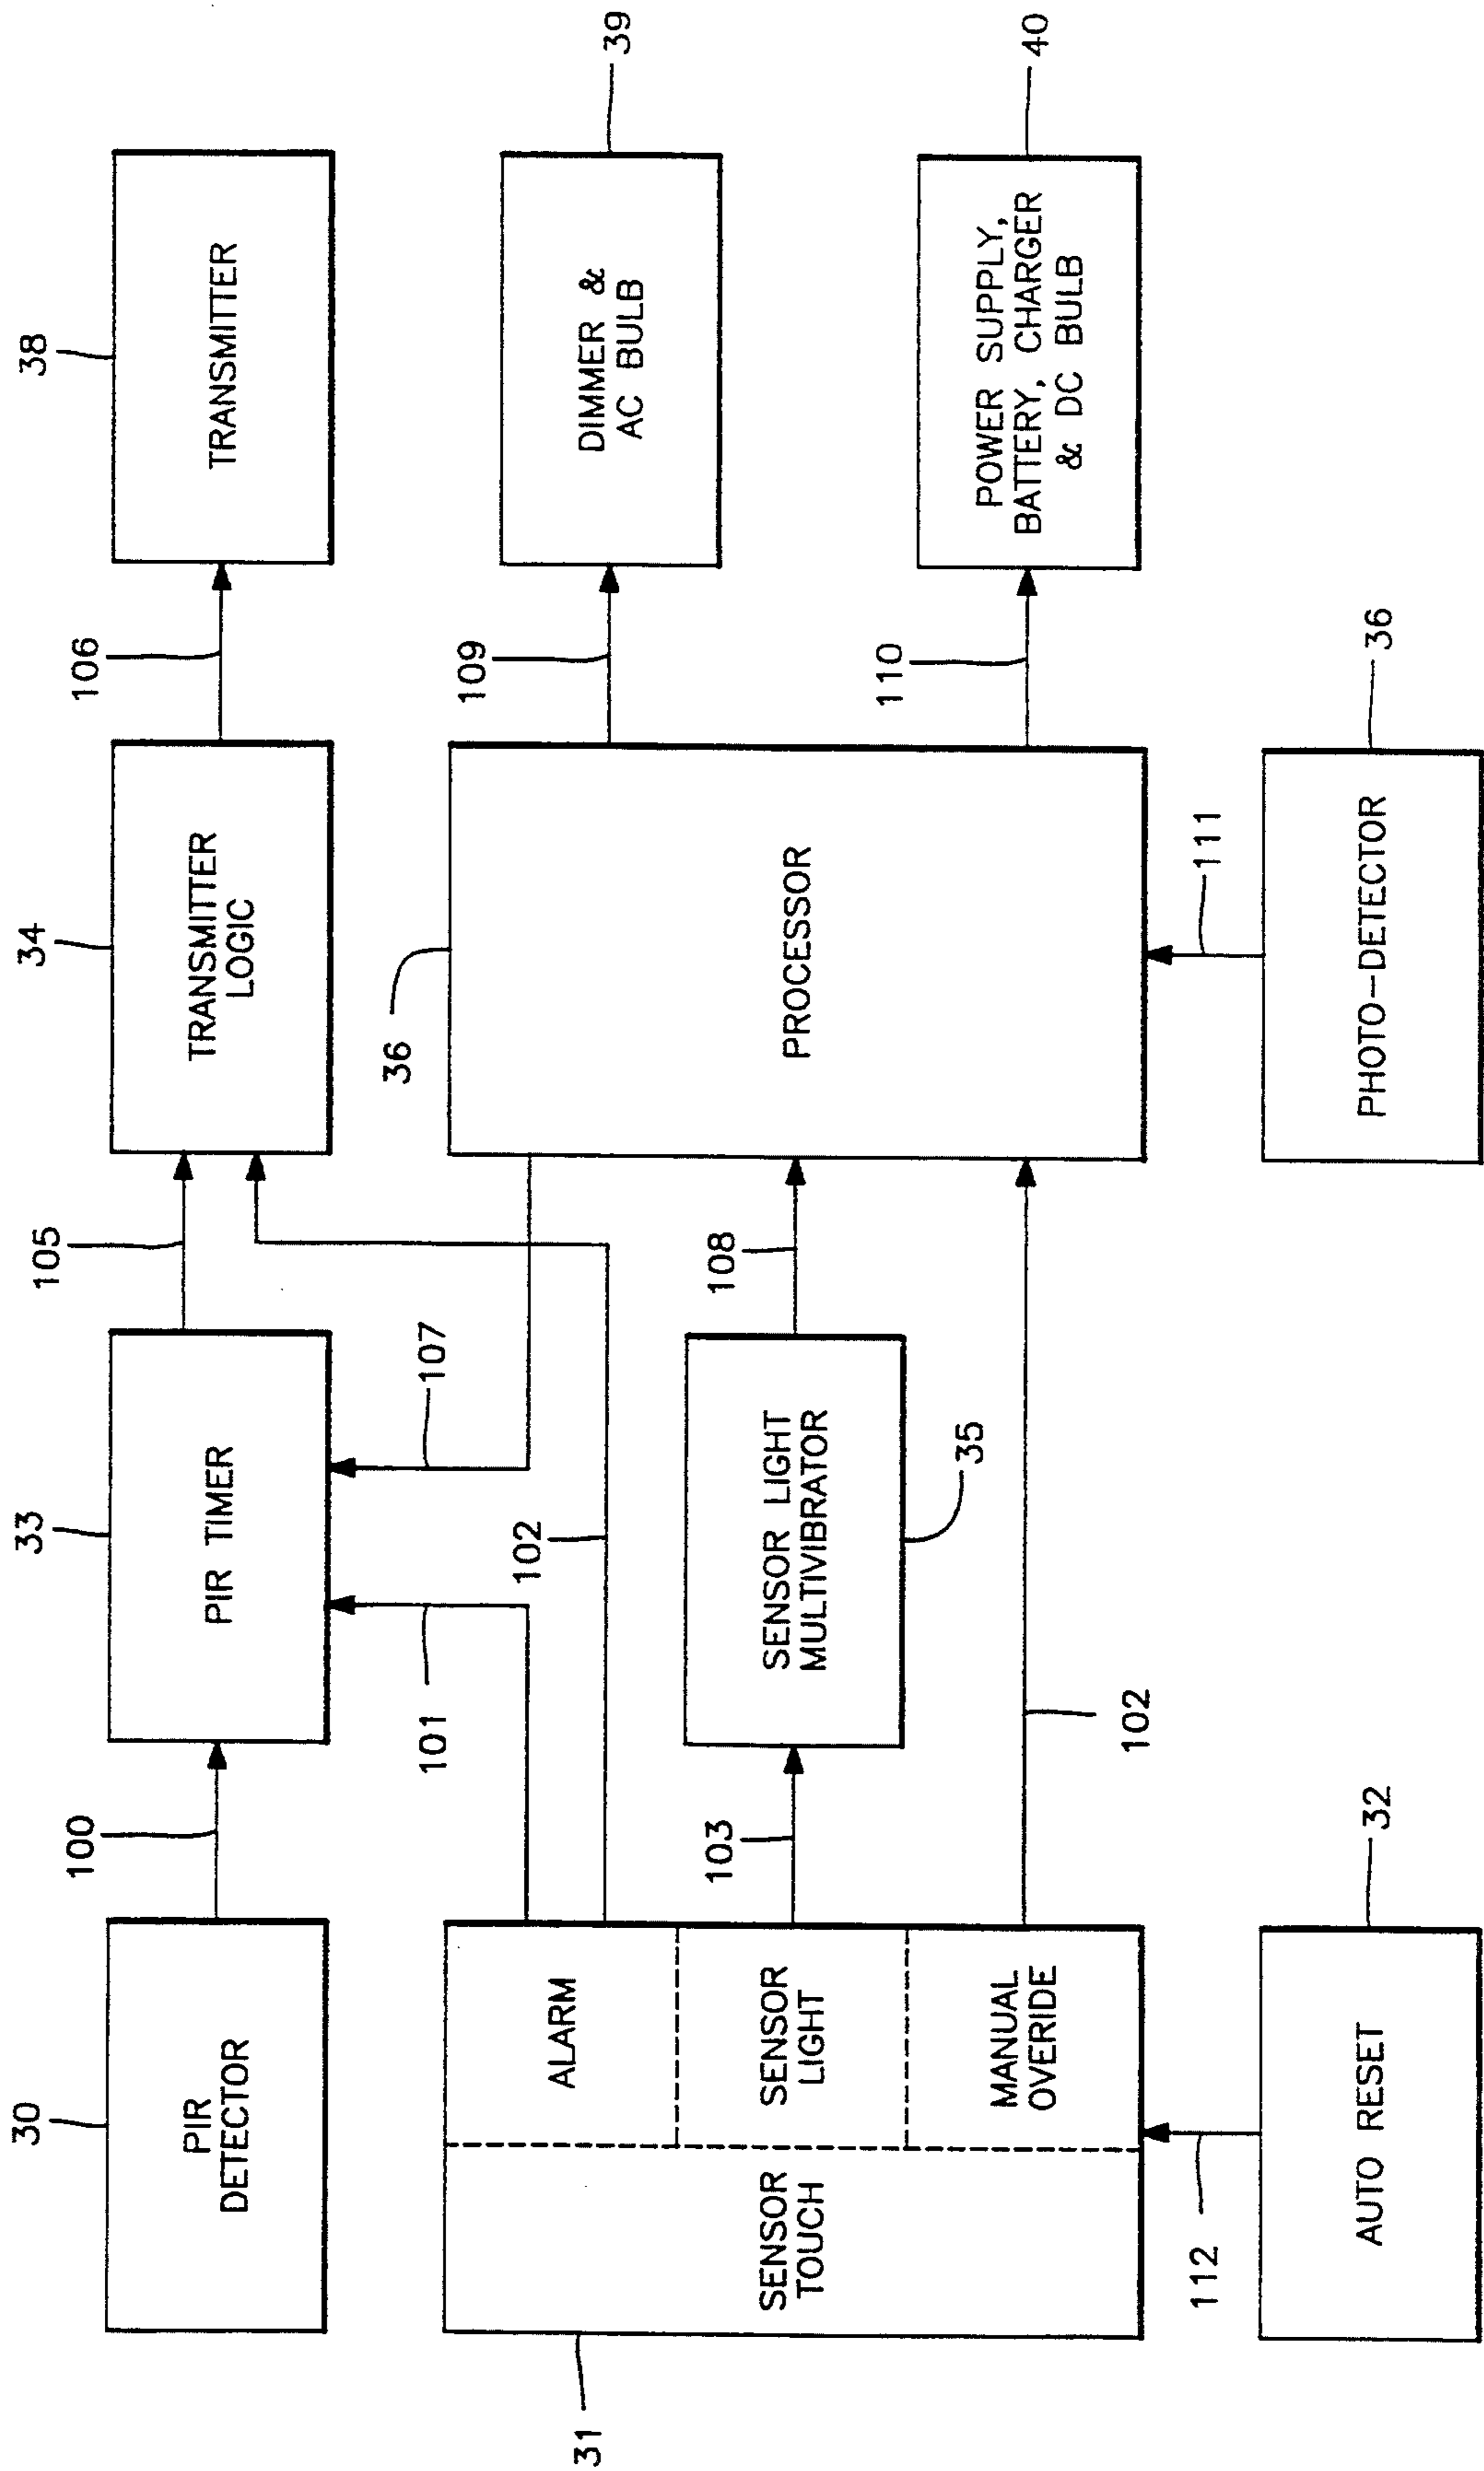 30
PIR
DETECTOR
100
33
PIR TIMER
105
34
TRANSMITTER
LOGIC
106
38
TRANSMITTER
31
SENSOR
TOUCH
ALARM
SENSOR
LIGHT
MANUAL
OVERIDE
101
107
102
103
SENSOR LIGHT
MULTIVIBRATOR
35
108
102
36
PROCESSOR
109
DIMMER &
AC BULB
39
110
POWER SUPPLY,
BATTERY, CHARGER
& DC BULB
40
112
AUTO RESET
32
111
PHOTO-DETECTOR
36